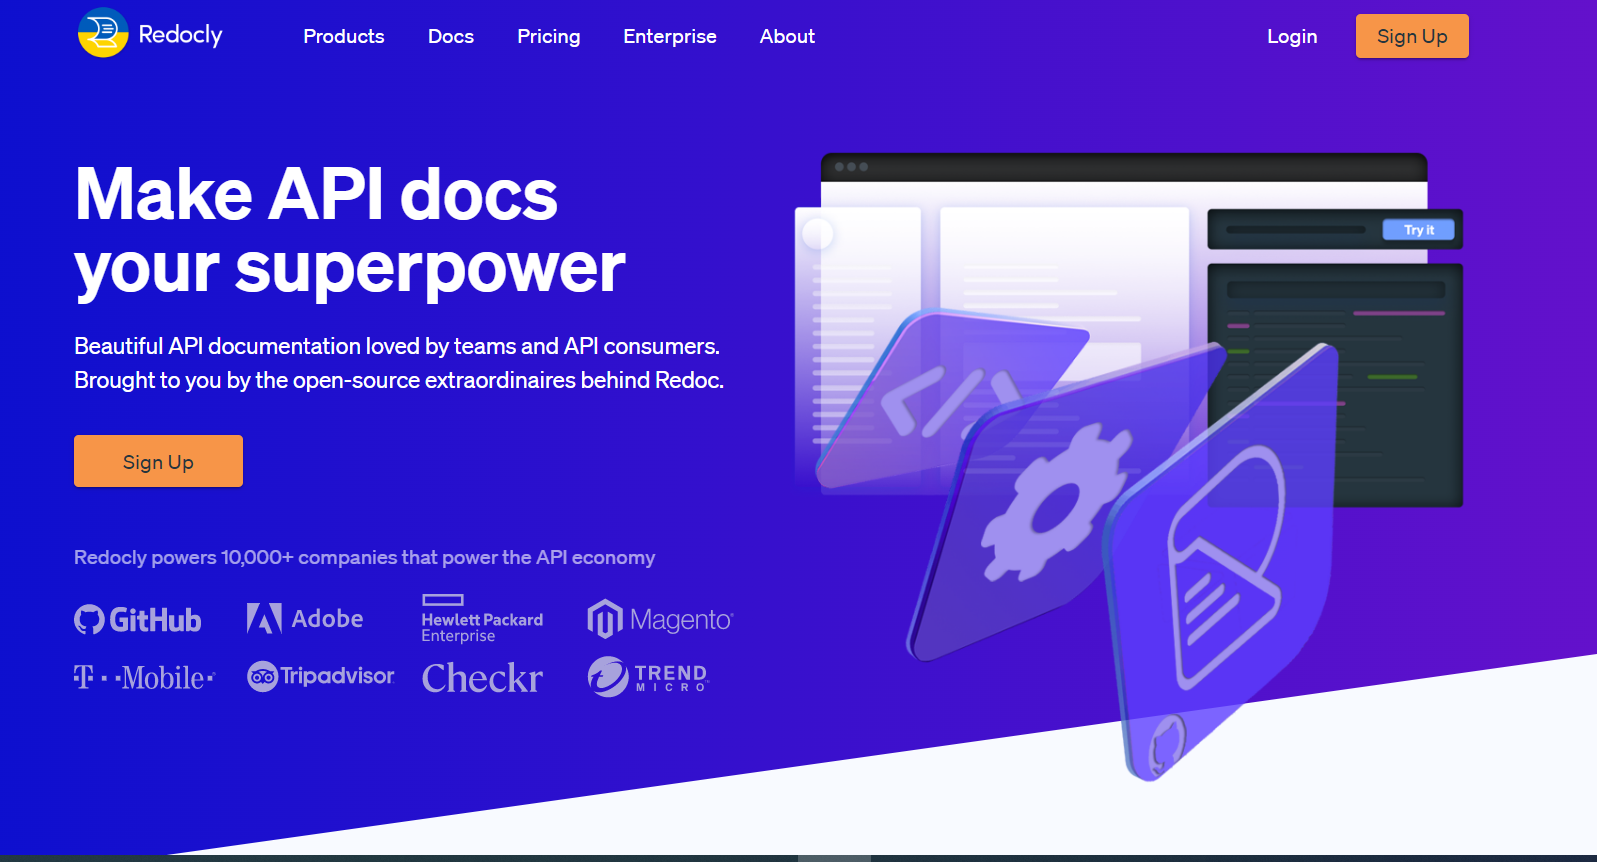 Redocly
Products
Docs
Pricing
Enterprise
About
Login
Sign Up
Make API docs
your superpower
Beautiful API documentation loved by teams and API consumers.
Brought to you by the open-source extraordinaires behind Redoc.
Sign Up
Try it
Redocly powers 10,000+ companies that power the API economy
GitHub
Adobe
Hewlett Packard
Enterprise
Magento®
T··Mobile·
Tripadvisor
Checkr
TREND
MICRO